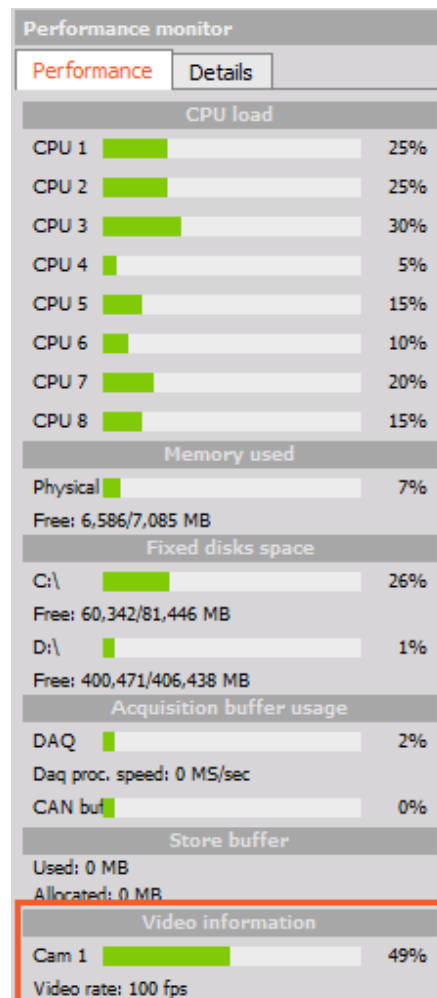 Performance monitor
Performance Details
CPU load
CPU 1 25%
CPU 2 25%
CPU 3 30%
CPU 4 5%
CPU 5 15%
CPU 6 10%
CPU 7 20%
CPU 8 15%
Memory used
Physical 7%
Free: 6,586/7,085 MB
Fixed disks space
C:\ 26%
Free: 60,342/81,446 MB
D:\ 1%
Free: 400,471/406,438 MB
Acquisition buffer usage
DAQ 2%
Daq proc. speed: 0 MS/sec
CAN buf 0%
Store buffer
Used: 0 MB
Allocated: 0 MB
Video information
Cam 1 49%
Video rate: 100 fps